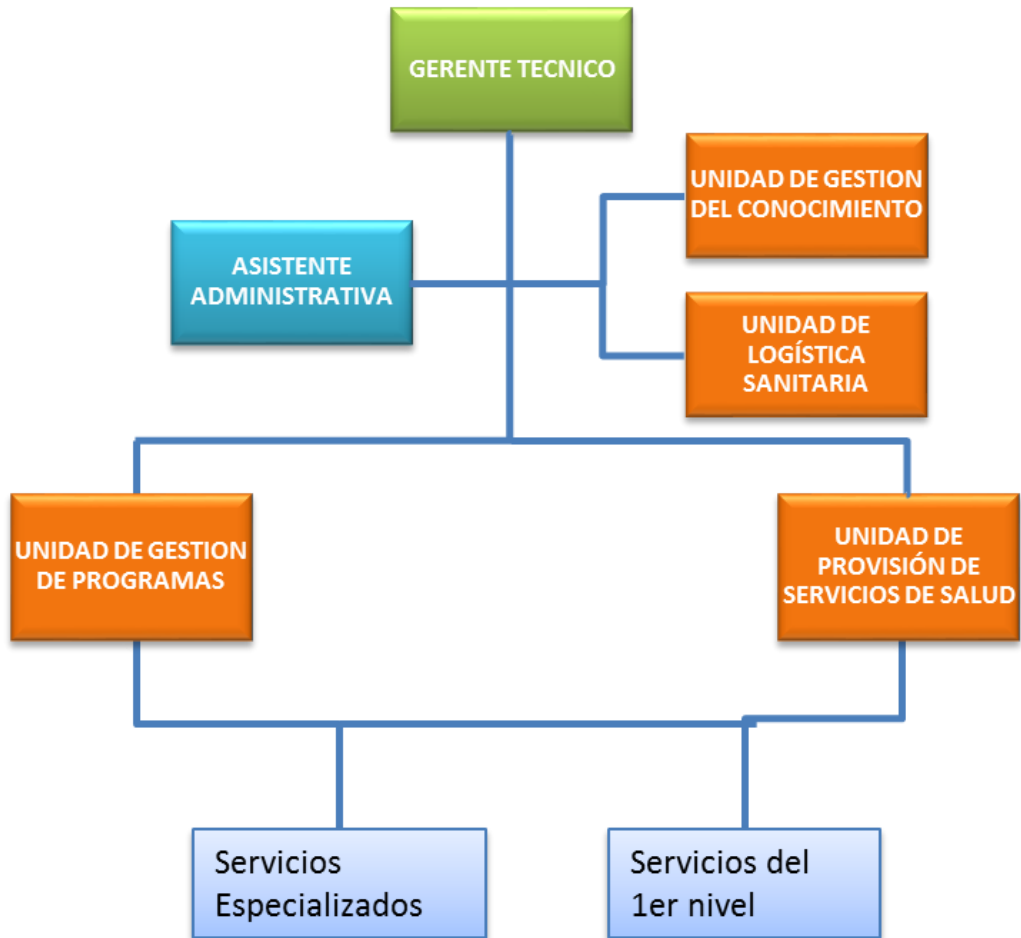 GERENTE TECNICO
UNIDAD DE GESTION
DEL CONOCIMIENTO
ASISTENTE
ADMINISTRATIVA
UNIDAD DE
LOGÍSTICA
SANITARIA
UNIDAD DE GESTION
DE PROGRAMAS
UNIDAD DE
PROVISIÓN DE
SERVICIOS DE SALUD
Servicios
Especializados
Servicios del
1er nivel